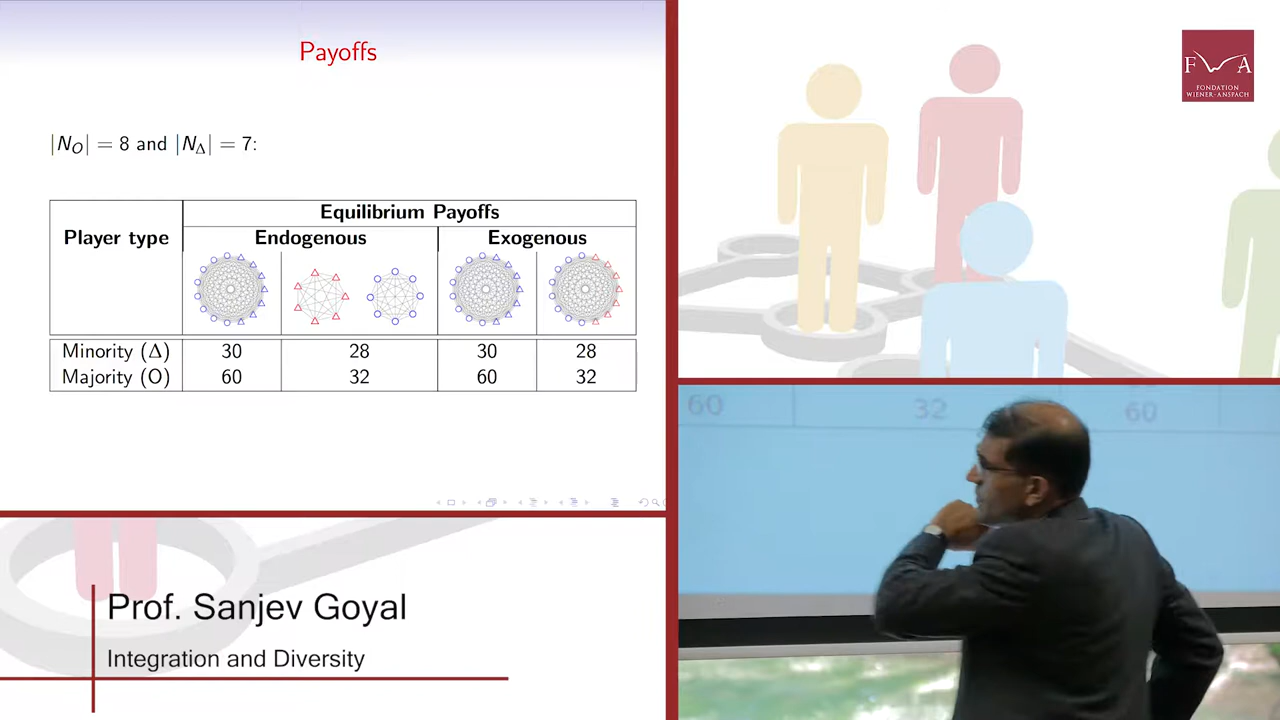 Payoffs
|N_O| = 8 and |N_Δ| = 7:
Equilibrium Payoffs
Player type Endogenous Exogenous
Minority (Δ) 30 28 30 28
Majority (O) 60 32 60 32
Prof. Sanjev Goyal
Integration and Diversity
F W A
FONDATION
WIENER-ANSPACH
60 32 60